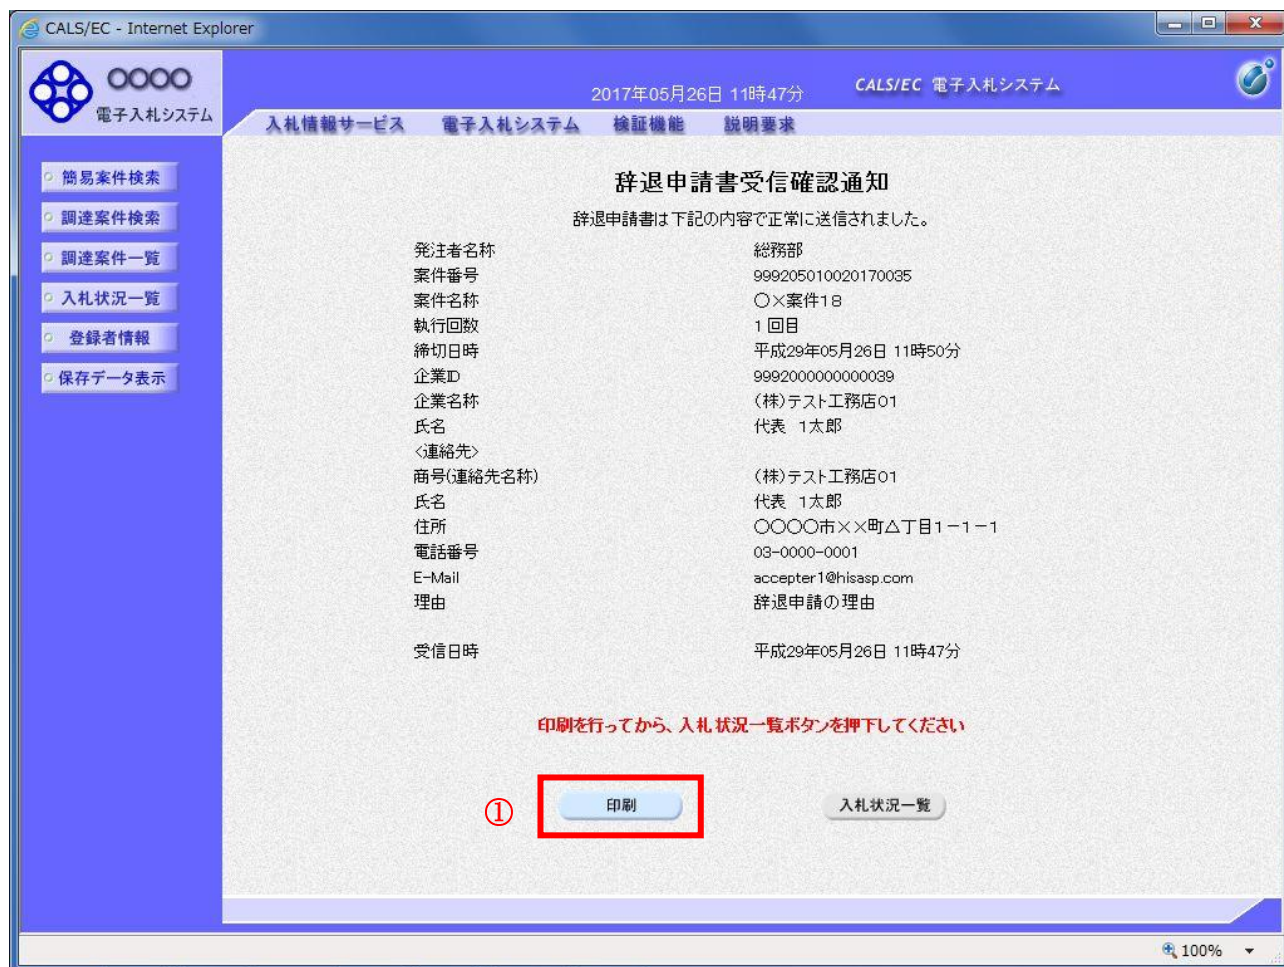 CALS/EC - Internet Explorer
〇〇〇〇
電子入札システム
2017年05月26日 11時47分
CALS/EC 電子入札システム
入札情報サービス 電子入札システム 検証機能 説明要求
簡易案件検索
調達案件検索
調達案件一覧
入札状況一覧
登録者情報
保存データ表示
辞退申請書受信確認通知
辞退申請書は下記の内容で正常に送信されました。
発注者名称 総務部
案件番号 999205010020170035
案件名称 〇×案件18
執行回数 1回目
締切日時 平成29年05月26日 11時50分
企業ID 9992000000000039
企業名称 (株)テスト工務店01
氏名 代表 1太郎
<連絡先>
商号(連絡先名称) (株)テスト工務店01
氏名 代表 1太郎
住所 〇〇〇〇市××町△丁目1-1-1
電話番号 03-0000-0001
E-Mail accepter1@hisasp.com
理由 辞退申請の理由
受信日時 平成29年05月26日 11時47分
印刷を行ってから、入札状況一覧ボタンを押下してください
① 印刷 入札状況一覧
100%